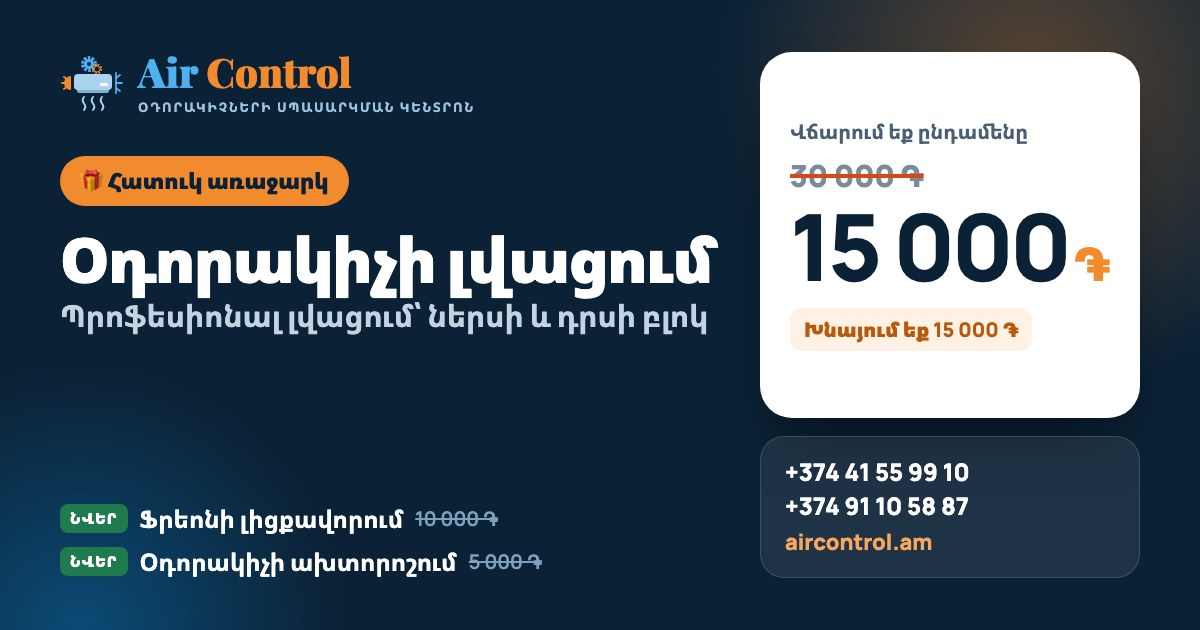 Air Control
ՕԴՈՐԱԿԻՉՆԵՐԻ ՍՊԱՍԱՐԿՄԱՆ ԿԵՆՏՐՈՆ
🎁 Հատուկ առաջարկ
Օդորակիչի լվացում
Պրոֆեսիոնալ լվացում՝ ներսի և դրսի բլոկ
ՆՎԵՐ Ֆրեոնի լիցքավորում 10 000 ֏
ՆՎԵՐ Օդորակիչի ախտորոշում 5 000 ֏
Վճարում եք ընդամենը
30 000 ֏
15 000 ֏
Խնայում եք 15 000 ֏
+374 41 55 99 10
+374 91 10 58 87
aircontrol.am